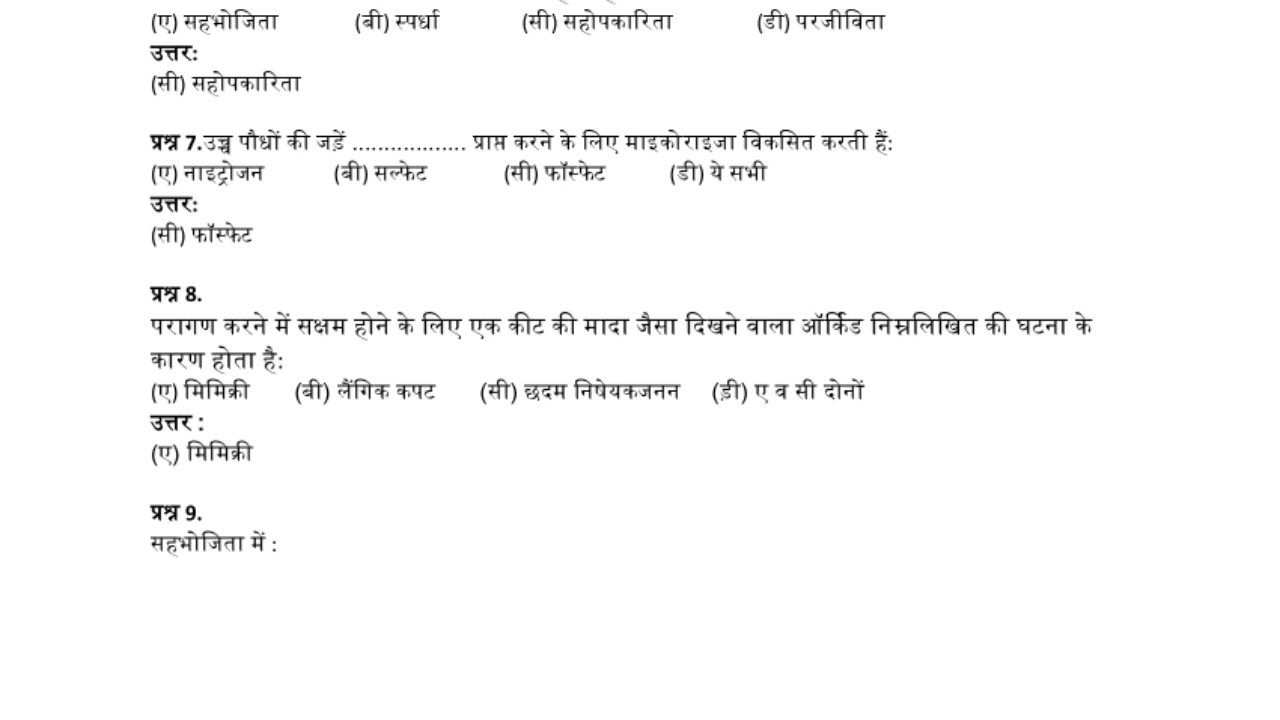 (ए) सहभोजिता (बी) स्पर्धा (सी) सहोपकारिता (डी) परजीविता
उत्तर:
(सी) सहोपकारिता
प्रश्न 7.उच्च पौधों की जड़ें .................. प्राप्त करने के लिए माइकोराइजा विकसित करती हैं:
(ए) नाइट्रोजन (बी) सल्फेट (सी) फॉस्फेट (डी) ये सभी
उत्तर:
(सी) फॉस्फेट
प्रश्न 8.
परागण करने में सक्षम होने के लिए एक कीट की मादा जैसा दिखने वाला ऑर्किड निम्नलिखित की घटना के
कारण होता है:
(ए) मिमिक्री (बी) लैंगिक कपट (सी) छदम निषेयकजनन (ड़ी) ए व सी दोनों
उत्तर :
(ए) मिमिक्री
प्रश्न 9.
सहभोजिता में :